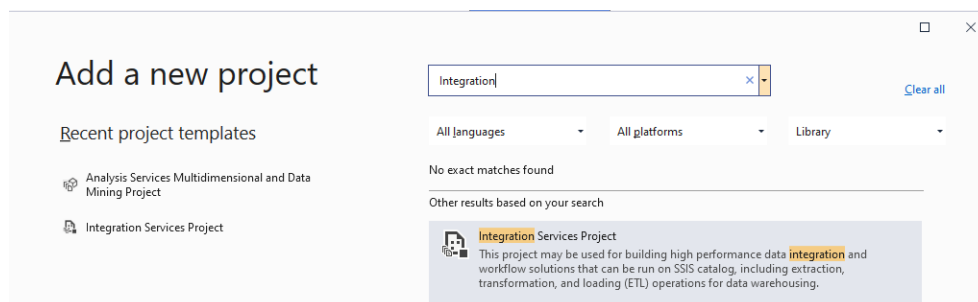 Add a new project
Integration
Clear all
Recent project templates
All languages
All platforms
Library
Analysis Services Multidimensional and Data
Mining Project
Integration Services Project
No exact matches found
Other results based on your search
Integration Services Project
This project may be used for building high performance data integration and
workflow solutions that can be run on SSIS catalog, including extraction,
transformation, and loading (ETL) operations for data warehousing.